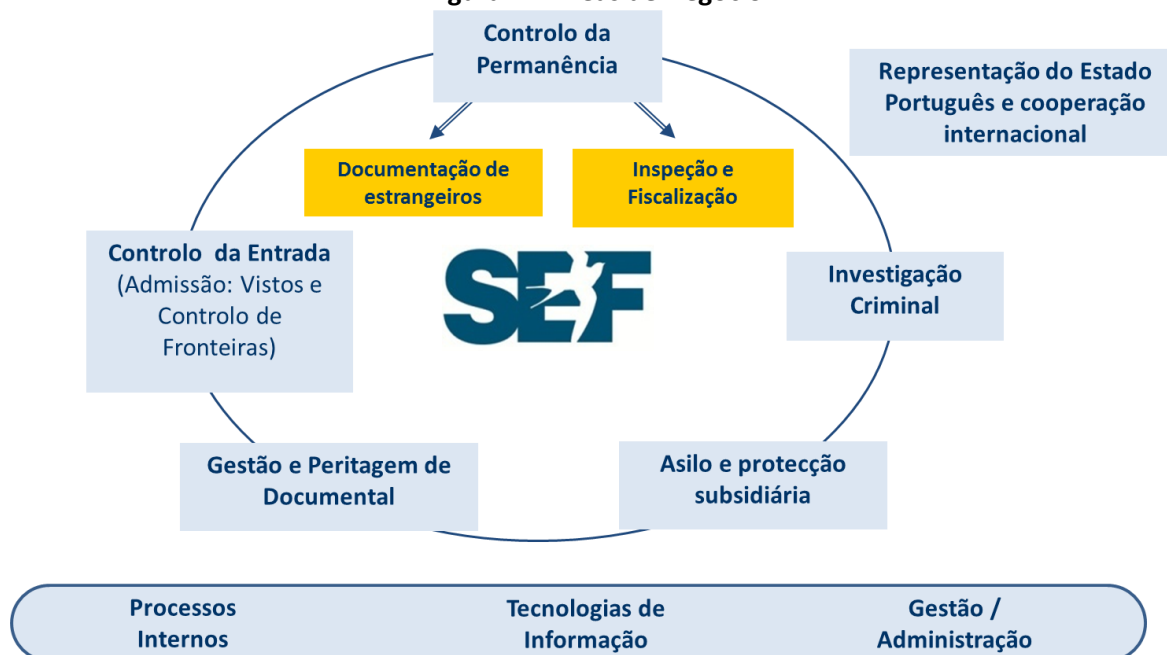 Controlo da
Permanência
Representação do Estado
Português e cooperação
internacional
Documentação de
estrangeiros
Inspeção e
Fiscalização
Controlo da Entrada
(Admissão: Vistos e
Controlo de
Fronteiras)
SEF
Investigação
Criminal
Gestão e Peritagem de
Documental
Asilo e protecção
subsidiária
Processos
Internos
Tecnologias de
Informação
Gestão /
Administração